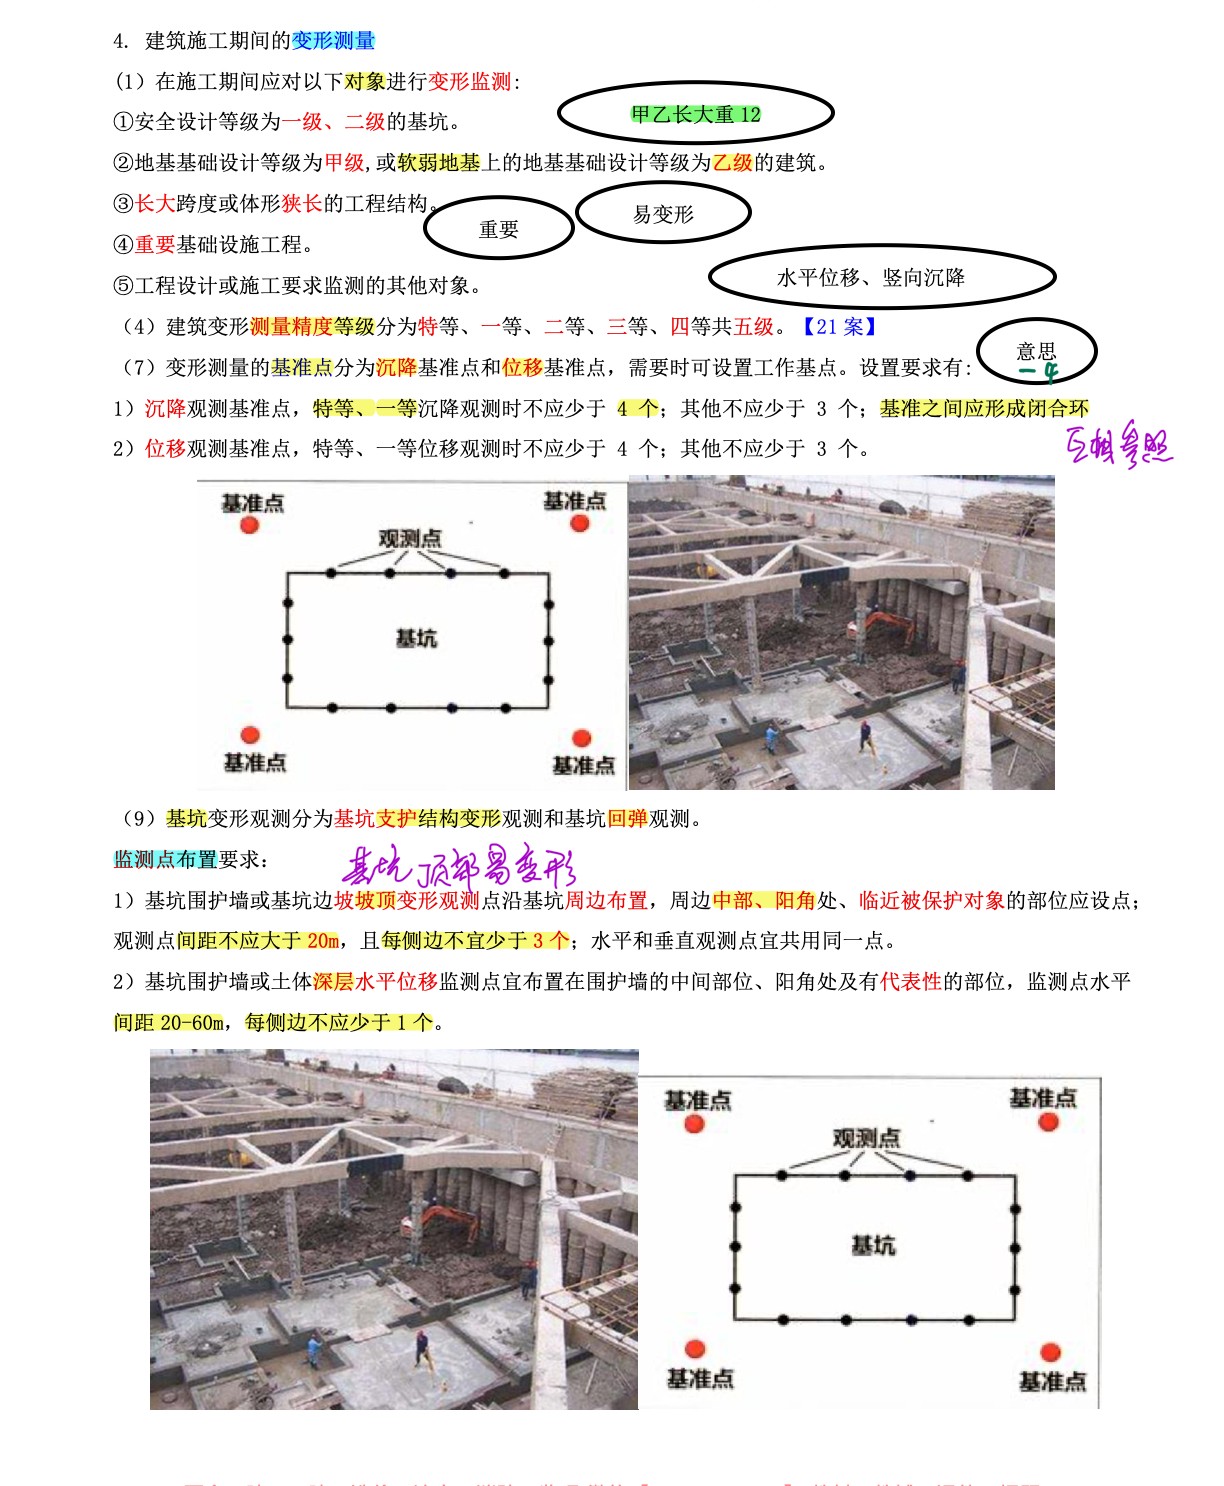 4. 建筑施工期间的变形测量
(1）在施工期间应对以下对象进行变形监测:
①安全设计等级为一级、二级的基坑。
甲乙长大重12
②地基基础设计等级为甲级,或软弱地基上的地基基础设计等级为乙级的建筑。
③长大跨度或体形狭长的工程结构。
易变形
重要
④重要基础设施工程。
水平位移、竖向沉降
⑤工程设计或施工要求监测的其他对象。
（4）建筑变形测量精度等级分为特等、一等、二等、三等、四等共五级。【21案】
意思
一4
（7）变形测量的基准点分为沉降基准点和位移基准点，需要时可设置工作基点。设置要求有:
1）沉降观测基准点，特等、一等沉降观测时不应少于 4 个；其他不应少于 3 个；基准之间应形成闭合环
互相参照
2）位移观测基准点，特等、一等位移观测时不应少于 4 个；其他不应少于 3 个。
基准点 基准点
观测点
基坑
基准点 基准点
（9）基坑变形观测分为基坑支护结构变形观测和基坑回弹观测。
监测点布置要求：
基坑顶部易变形
1）基坑围护墙或基坑边坡坡顶变形观测点沿基坑周边布置，周边中部、阳角处、临近被保护对象的部位应设点；
观测点间距不应大于20m，且每侧边不宜少于3个；水平和垂直观测点宜共用同一点。
2）基坑围护墙或土体深层水平位移监测点宜布置在围护墙的中间部位、阳角处及有代表性的部位，监测点水平
间距20-60m，每侧边不应少于1个。
基准点 基准点
观测点
基坑
基准点 基准点